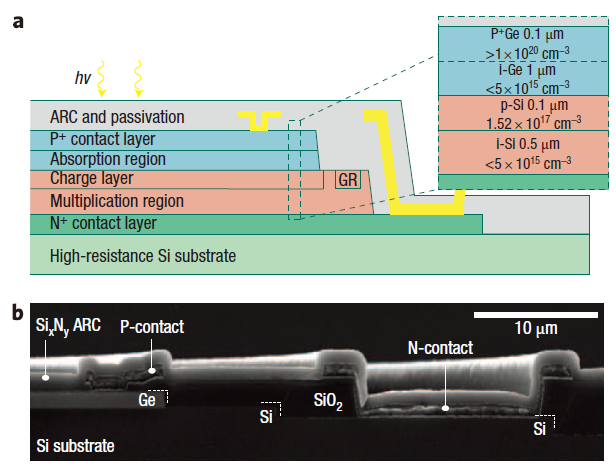 a
hν
ARC and passivation
P⁺ contact layer
Absorption region
Charge layer
GR
Multiplication region
N⁺ contact layer
High-resistance Si substrate
P⁺Ge 0.1 μm
>1 × 10²⁰ cm⁻³
i-Ge 1 μm
<5 × 10¹⁵ cm⁻³
p-Si 0.1 μm
1.52 × 10¹⁷ cm⁻³
i-Si 0.5 μm
<5 × 10¹⁵ cm⁻³
b
SiₓNᵧ ARC
P-contact
10 μm
N-contact
Ge
Si
SiO₂
Si
Si substrate